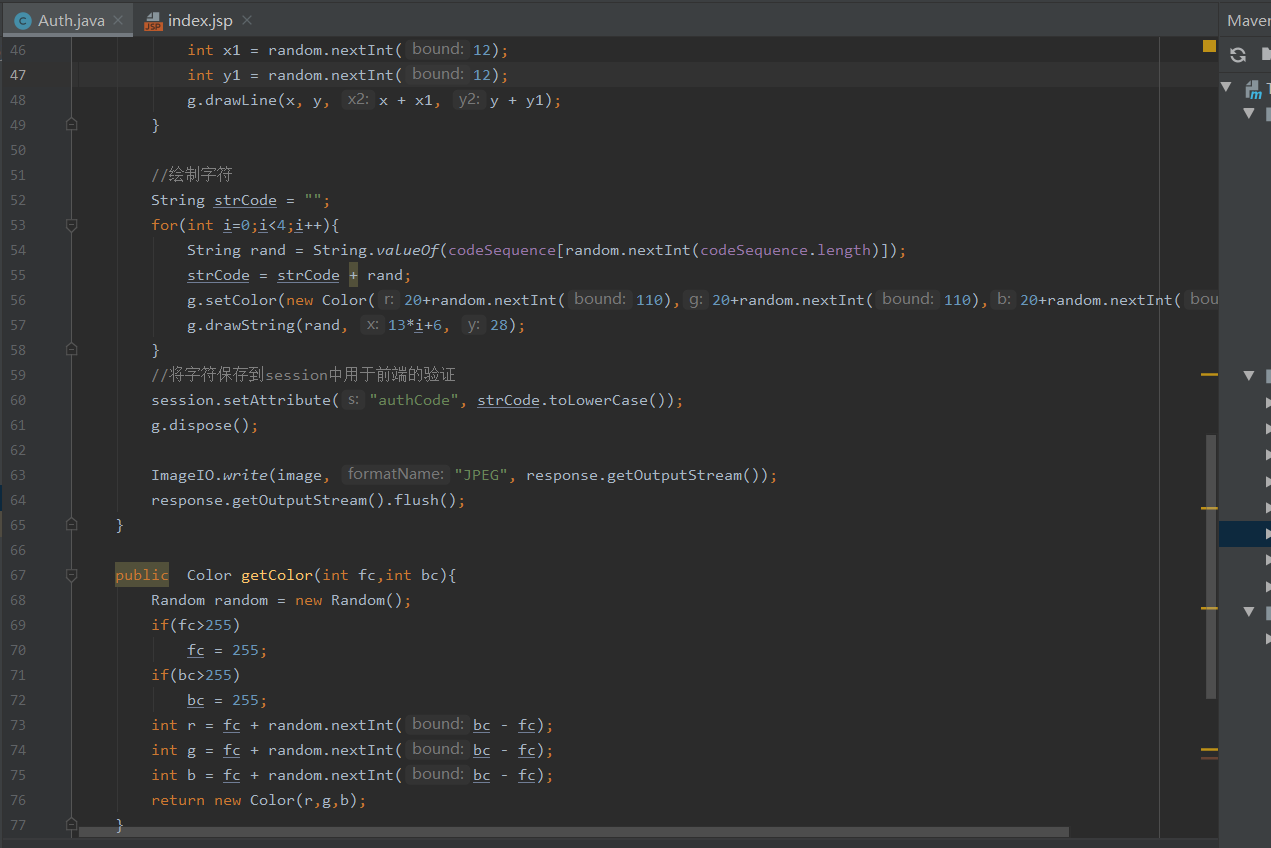 Auth.java
index.jsp
Maven
46 int x1 = random.nextInt( bound: 12);
47 int y1 = random.nextInt( bound: 12);
48 g.drawLine(x, y, x2: x + x1, y2: y + y1);
49 }
50
51 //绘制字符
52 String strCode = "";
53 for(int i=0;i<4;i++){
54 String rand = String.valueOf(codeSequence[random.nextInt(codeSequence.length)]);
55 strCode = strCode + rand;
56 g.setColor(new Color( r: 20+random.nextInt( bound: 110), g: 20+random.nextInt( bound: 110), b: 20+random.nextInt( bou
57 g.drawString(rand, x: 13*i+6, y: 28);
58 }
59 //将字符保存到session中用于前端的验证
60 session.setAttribute( s: "authCode", strCode.toLowerCase());
61 g.dispose();
62
63 ImageIO.write(image, formatName: "JPEG", response.getOutputStream());
64 response.getOutputStream().flush();
65 }
66
67 public  Color getColor(int fc,int bc){
68 Random random = new Random();
69 if(fc>255)
70 fc = 255;
71 if(bc>255)
72 bc = 255;
73 int r = fc + random.nextInt( bound: bc - fc);
74 int g = fc + random.nextInt( bound: bc - fc);
75 int b = fc + random.nextInt( bound: bc - fc);
76 return new Color(r,g,b);
77 }